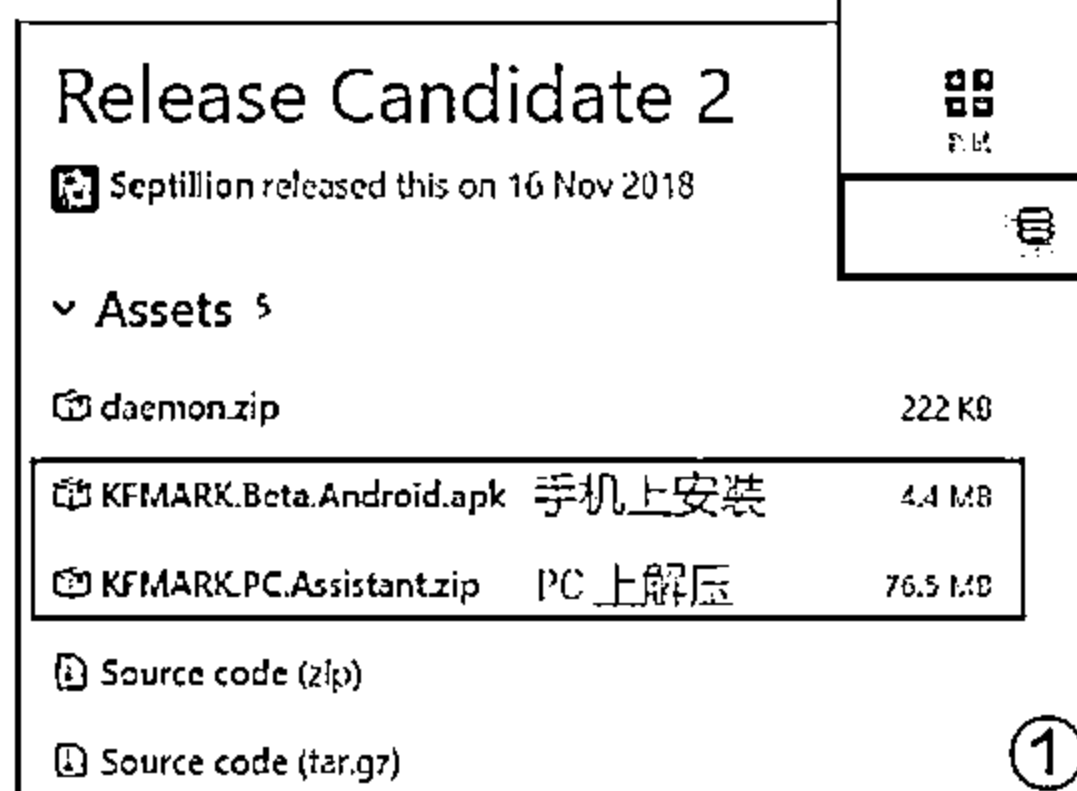 Release Candidate 2
Septillion released this on 16 Nov 2018
Assets 5
daemon.zip 222 KB
KFMARK.Beta.Android.apk 手机上安装 4.4 MB
KFMARK.PC.Assistant.zip PC 上解压 76.5 MB
Source code (zip)
Source code (tar.gz)
①